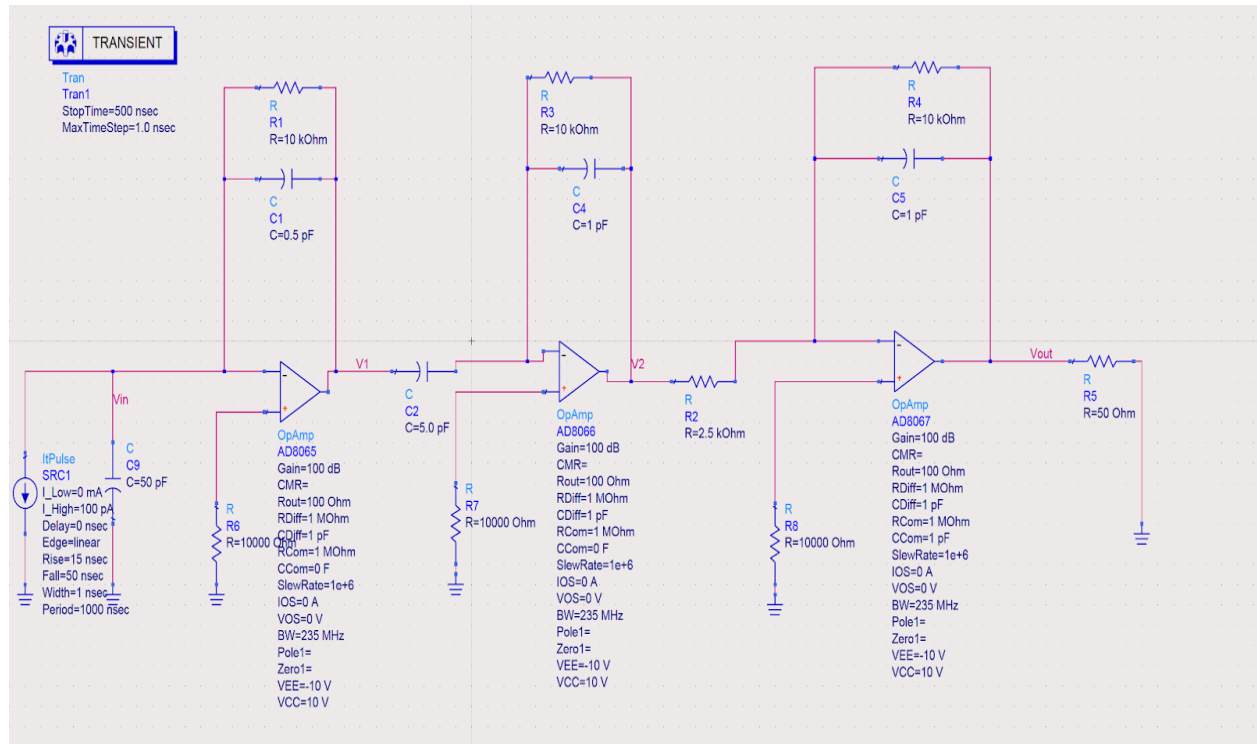 TRANSIENT
Tran
Tran1
StopTime=500 nsec
MaxTimeStep=1.0 nsec
R
R1
R=10 kOhm
C
C1
C=0.5 pF
R
R3
R=10 kOhm
C
C4
C=1 pF
R
R4
R=10 kOhm
C
C5
C=1 pF
Vin
V1
V2
Vout
ItPulse
SRC1
I_Low=0 mA
I_High=100 pA
Delay=0 nsec
Edge=linear
Rise=15 nsec
Fall=50 nsec
Width=1 nsec
Period=1000 nsec
C
C9
C=50 pF
R
R6
R=10000 Ohm
OpAmp
AD8065
Gain=100 dB
CMR=
Rout=100 Ohm
RDiff=1 MOhm
CDiff=1 pF
RCom=1 MOhm
CCom=0 F
SlewRate=1e+6
IOS=0 A
VOS=0 V
BW=235 MHz
Pole1=
Zero1=
VEE=-10 V
VCC=10 V
C
C2
C=5.0 pF
R
R7
R=10000 Ohm
OpAmp
AD8066
Gain=100 dB
CMR=
Rout=100 Ohm
RDiff=1 MOhm
CDiff=1 pF
RCom=1 MOhm
CCom=0 F
SlewRate=1e+6
IOS=0 A
VOS=0 V
BW=235 MHz
Pole1=
Zero1=
VEE=-10 V
VCC=10 V
R
R2
R=2.5 kOhm
R
R8
R=10000 Ohm
OpAmp
AD8067
Gain=100 dB
CMR=
Rout=100 Ohm
RDiff=1 MOhm
CDiff=1 pF
RCom=1 MOhm
CCom=1 pF
SlewRate=1e+6
IOS=0 A
VOS=0 V
BW=235 MHz
Pole1=
Zero1=
VEE=-10 V
VCC=10 V
R
R5
R=50 Ohm